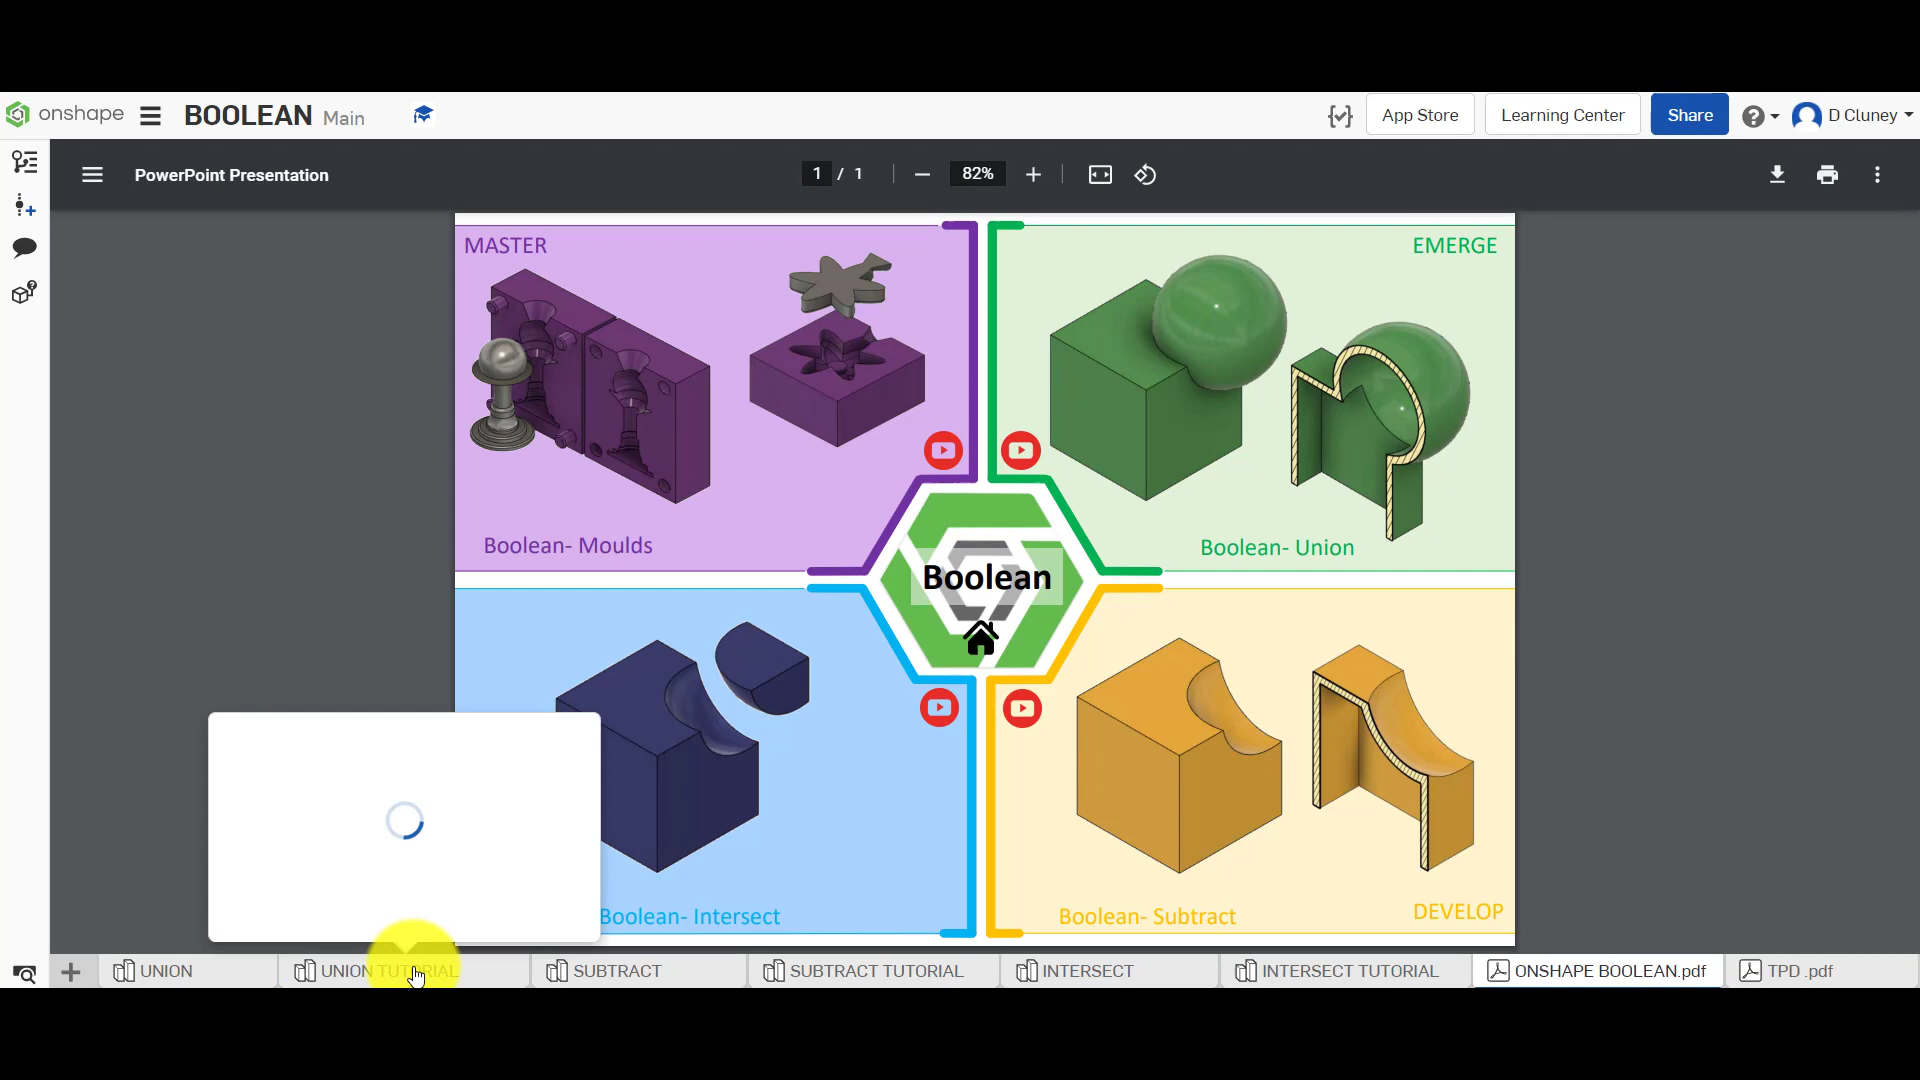 onshape BOOLEAN Main App Store Learning Center Share D Cluney
PowerPoint Presentation 1 / 1 82%
MASTER
EMERGE
Boolean- Moulds
Boolean- Union
Boolean
Boolean- Intersect
Boolean- Subtract
DEVELOP
UNION UNION TUTORIAL SUBTRACT SUBTRACT TUTORIAL INTERSECT INTERSECT TUTORIAL ONSHAPE BOOLEAN.pdf TPD .pdf